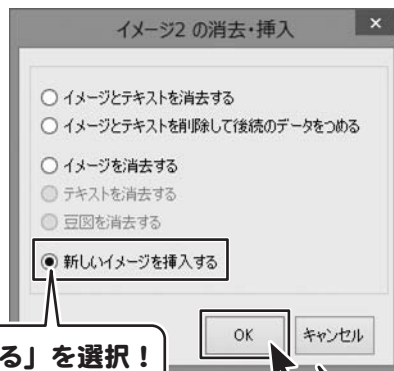 イメージ2 の消去・挿入
×
イメージとテキストを消去する
イメージとテキストを削除して後続のデータをつめる
イメージを消去する
テキストを消去する
豆図を消去する
新しいイメージを挿入する
OK
キャンセル
る」を選択！